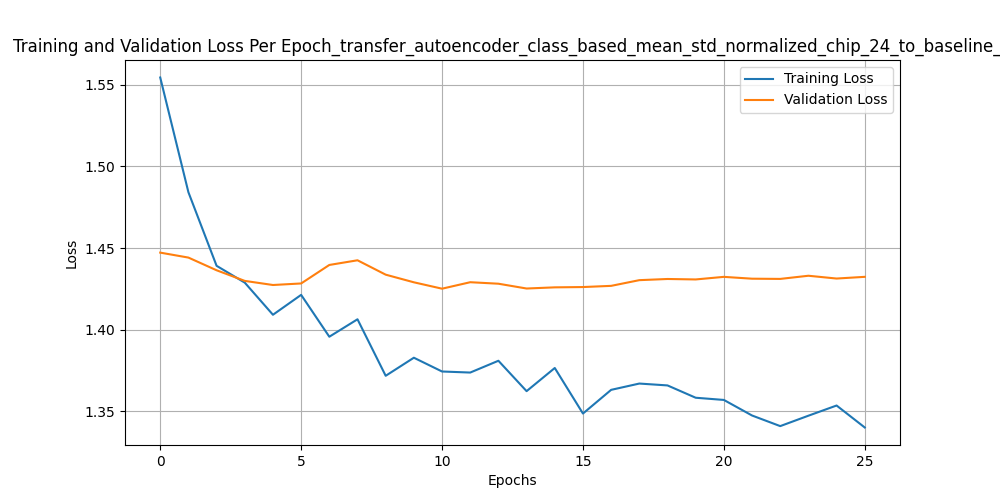 Training and Validation Loss Per Epoch_transfer_autoencoder_class_based_mean_std_normalized_chip_24_to_baseline_
Training Loss
Validation Loss
1.55
1.50
1.45
1.40
1.35
Loss
0 5 10 15 20 25
Epochs